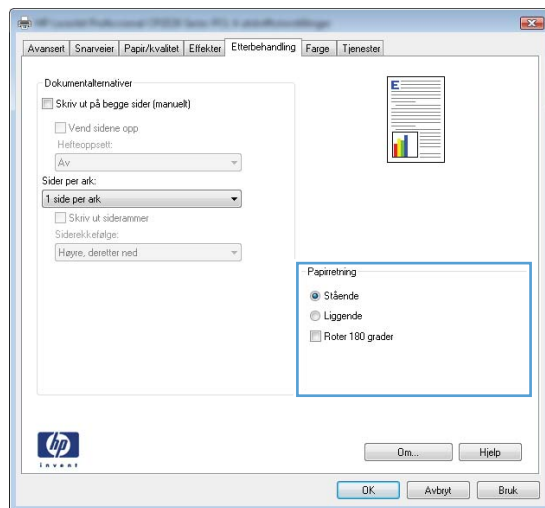 Avansert Snarveier Papir/kvalitet Effekter Etterbehandling Farge Tjenester
Dokumentalternativer
Skriv ut på begge sider (manuelt)
Vend sidene opp
Hefteoppsett:
Av
Sider per ark:
1 side per ark
Skriv ut siderammer
Siderekkefølge:
Høyre, deretter ned
E
Papirretning
Stående
Liggende
Roter 180 grader
hp
invent
Om... Hjelp
OK Avbryt Bruk